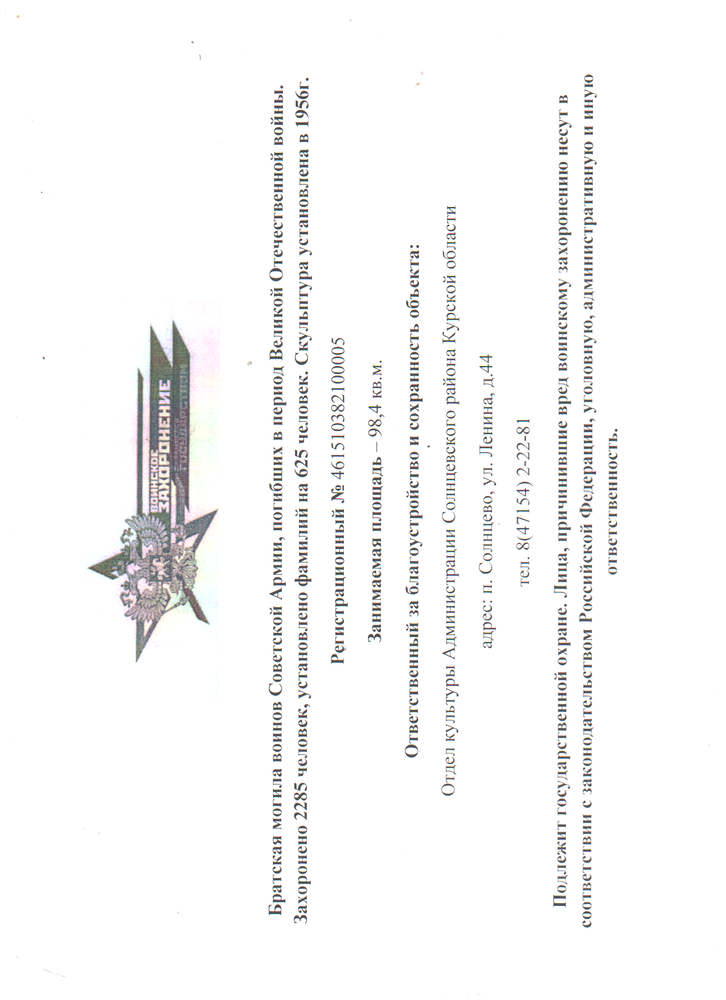 ВОИНСКОЕ
ЗАХОРОНЕНИЕ
Братская могила воинов Советской Армии, погибших в период Великой Отечественной войны.
Захоронено 2285 человек, установлено фамилий на 625 человек. Скульптура установлена в 1956г.
Регистрационный № 461510382100005
Занимаемая площадь – 98,4 кв.м.
Ответственный за благоустройство и сохранность объекта:
Отдел культуры Администрации Солнцевского района Курской области
адрес: п. Солнцево, ул. Ленина, д.44
тел. 8(47154) 2-22-81
Подлежит государственной охране. Лица, причинившие вред воинскому захоронению несут в
соответствии с законодательством Российской Федерации, уголовную, административную и иную
ответственность.